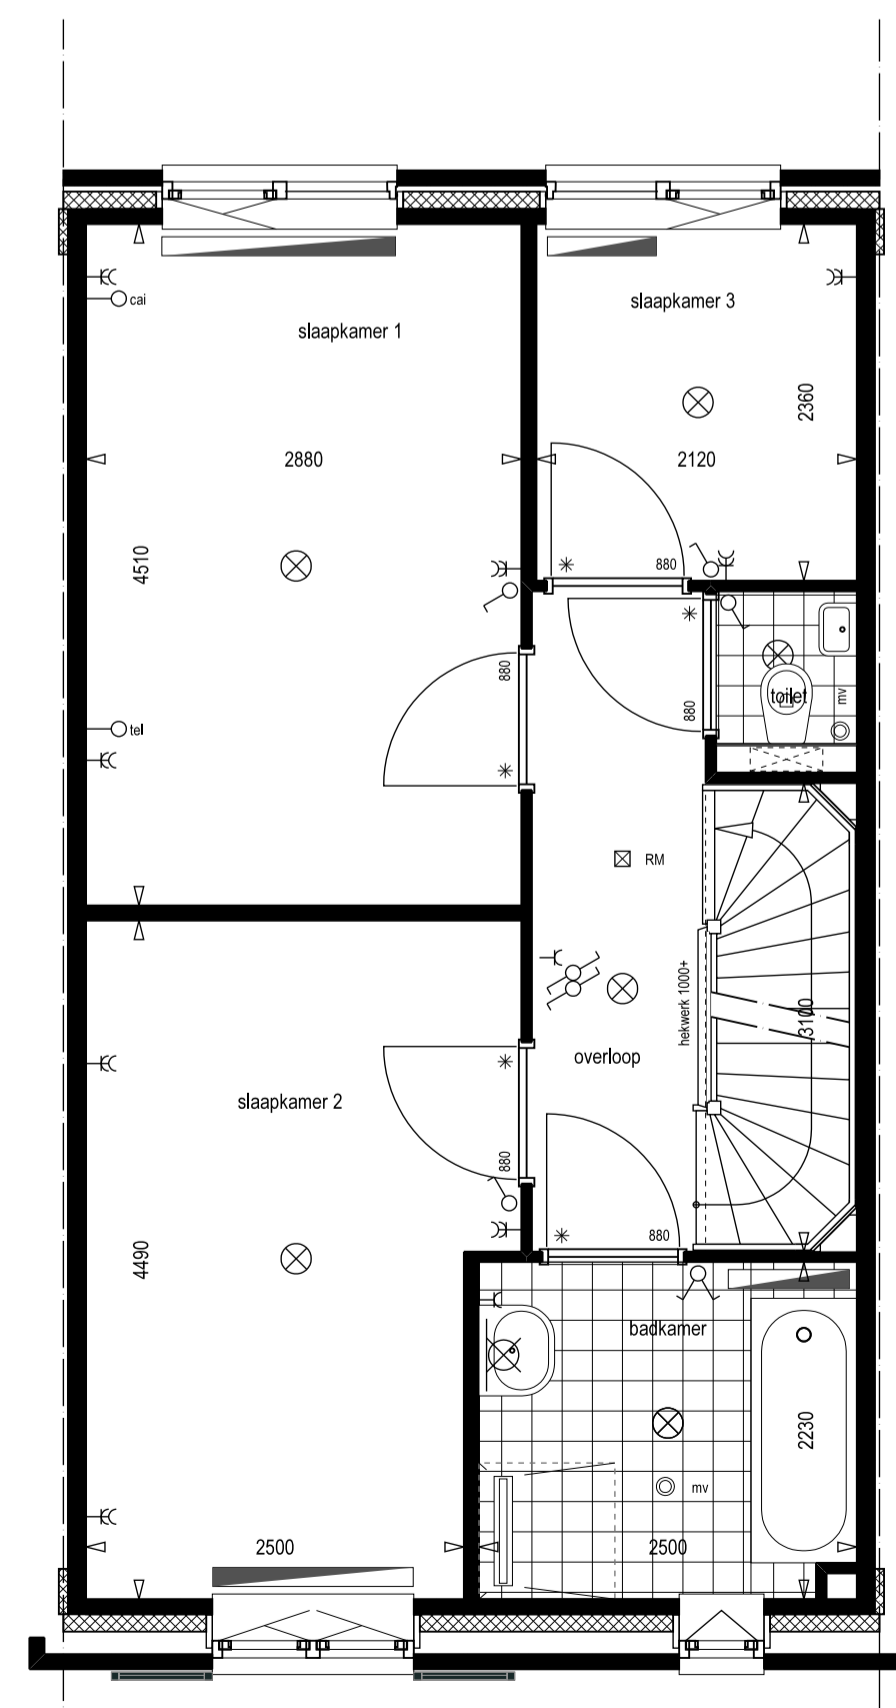 cai
slaapkamer 1
slaapkamer 3
2360
2880
2120
4510
880
880
880
880
toilet
mv
tel
RM
hekwerk 1000+
3100
overloop
slaapkamer 2
880
880
4490
badkamer
2230
mv
2500
2500